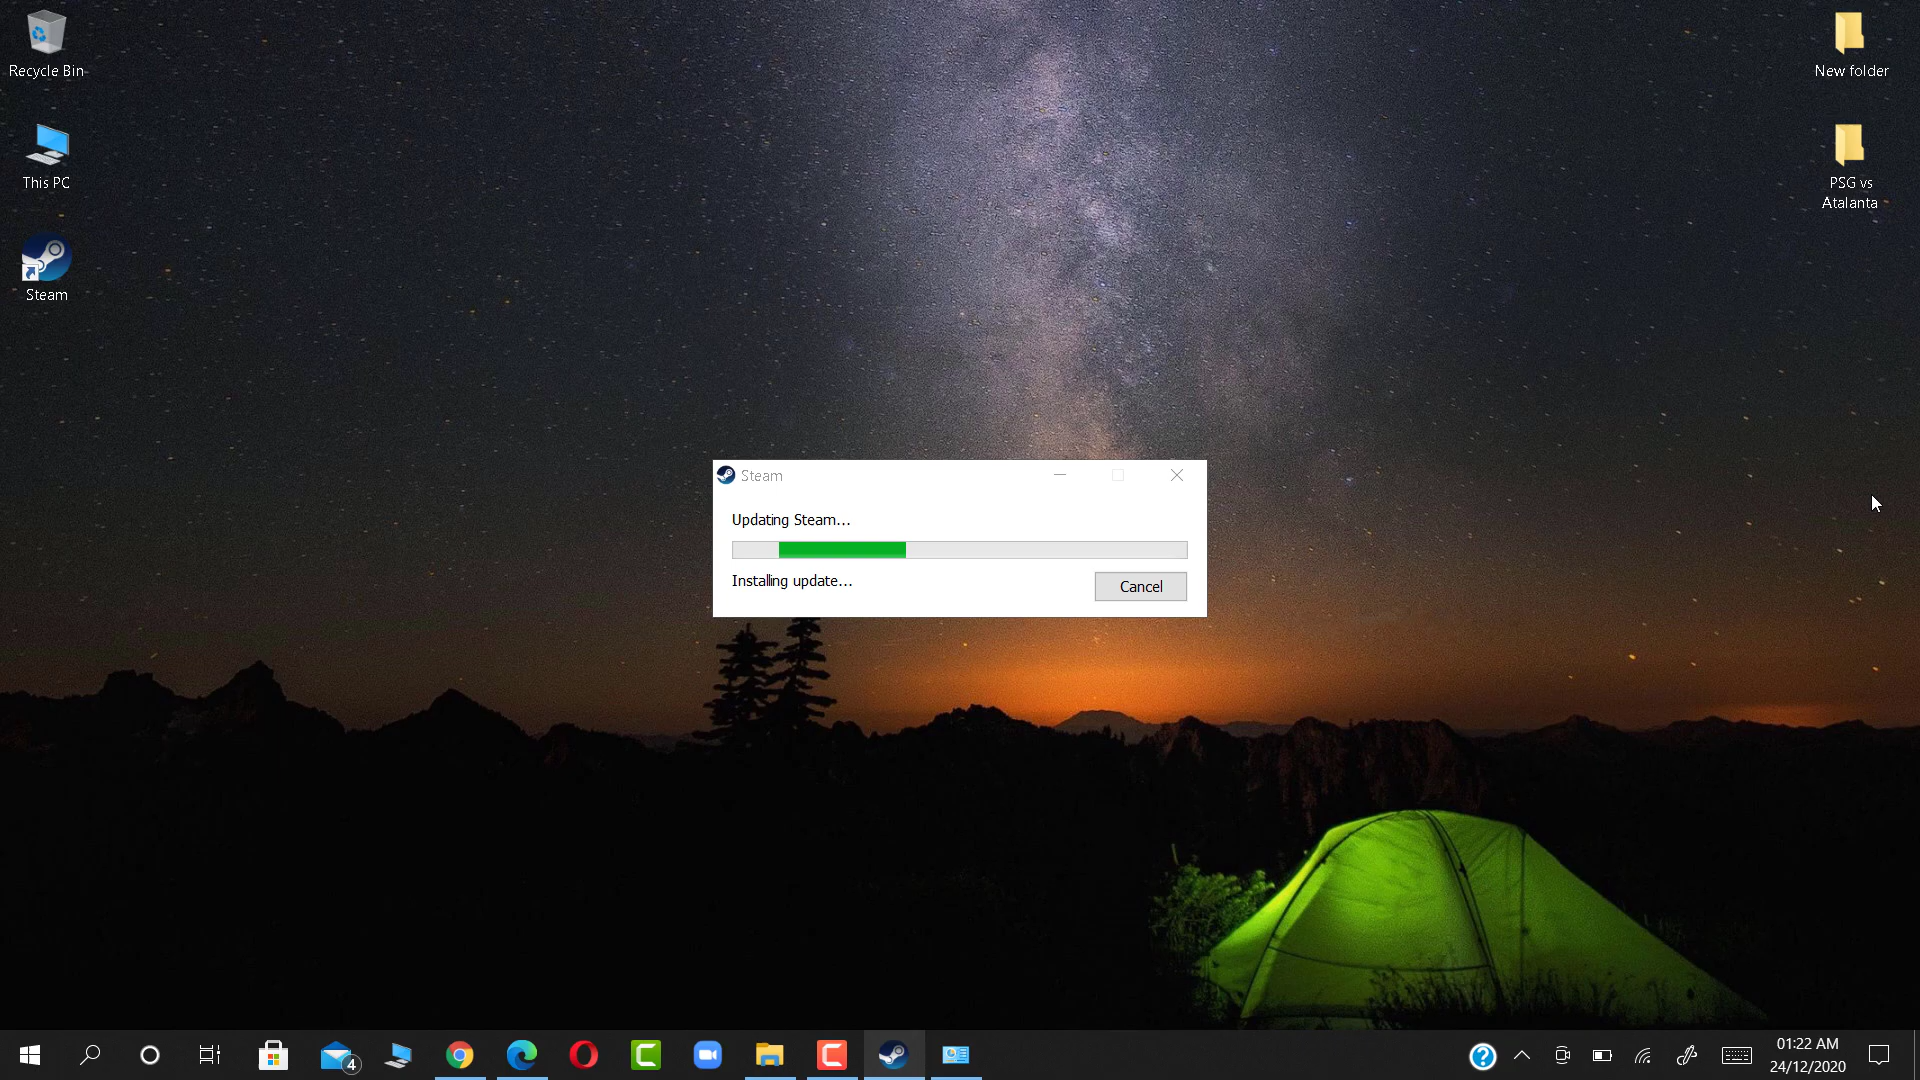 Recycle Bin
This PC
Steam
New folder
PSG vs
Atalanta
Steam
Updating Steam...
Installing update...
Cancel
4
01:22 AM
24/12/2020